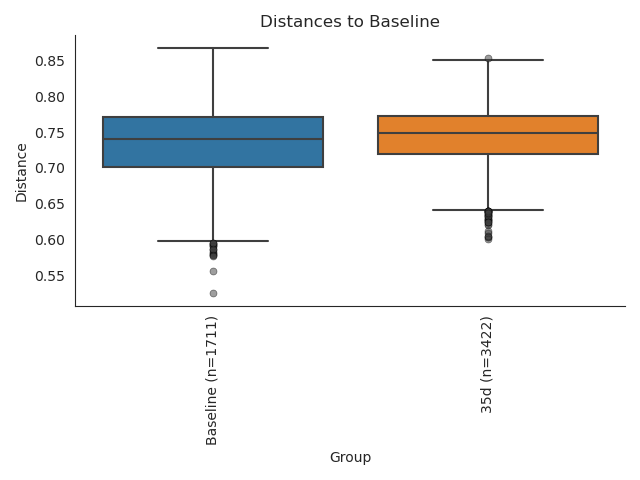 Distances to Baseline
Distance
0.85
0.80
0.75
0.70
0.65
0.60
0.55
Baseline (n=1711)
35d (n=3422)
Group